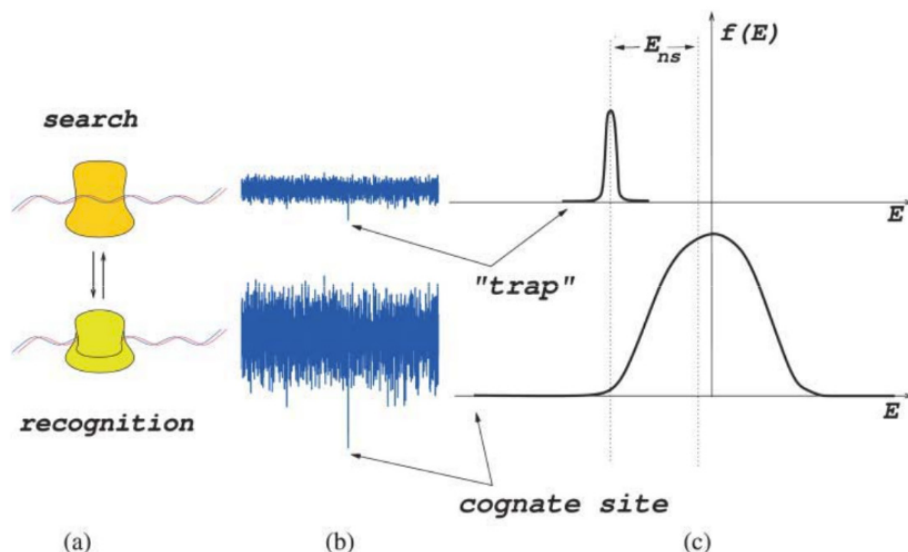 f(E)
E_ns
search
E
"trap"
recognition
E
cognate site
(a)
(b)
(c)